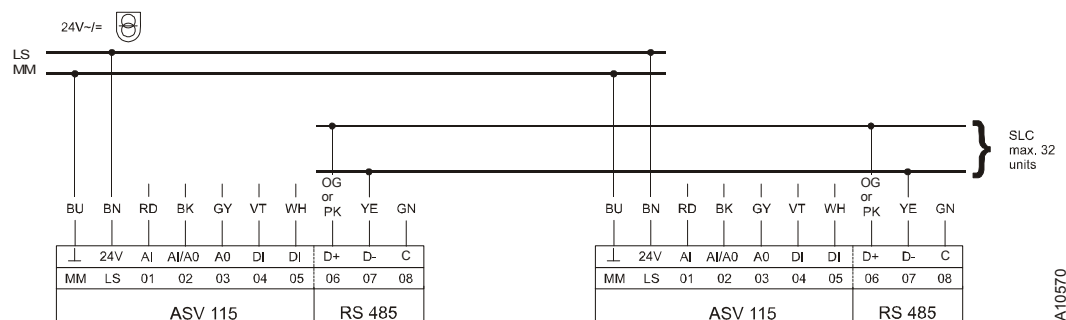 24V~/=
LS
MM
SLC
max. 32
units
OG
or
PK
BU BN RD BK GY VT WH YE GN
OG
or
PK
BU BN RD BK GY VT WH YE GN
⊥ 24V AI AI/A0 A0 DI DI D+ D- C
MM LS 01 02 03 04 05 06 07 08
ASV 115 RS 485
⊥ 24V AI AI/A0 A0 DI DI D+ D- C
MM LS 01 02 03 04 05 06 07 08
ASV 115 RS 485
A10570